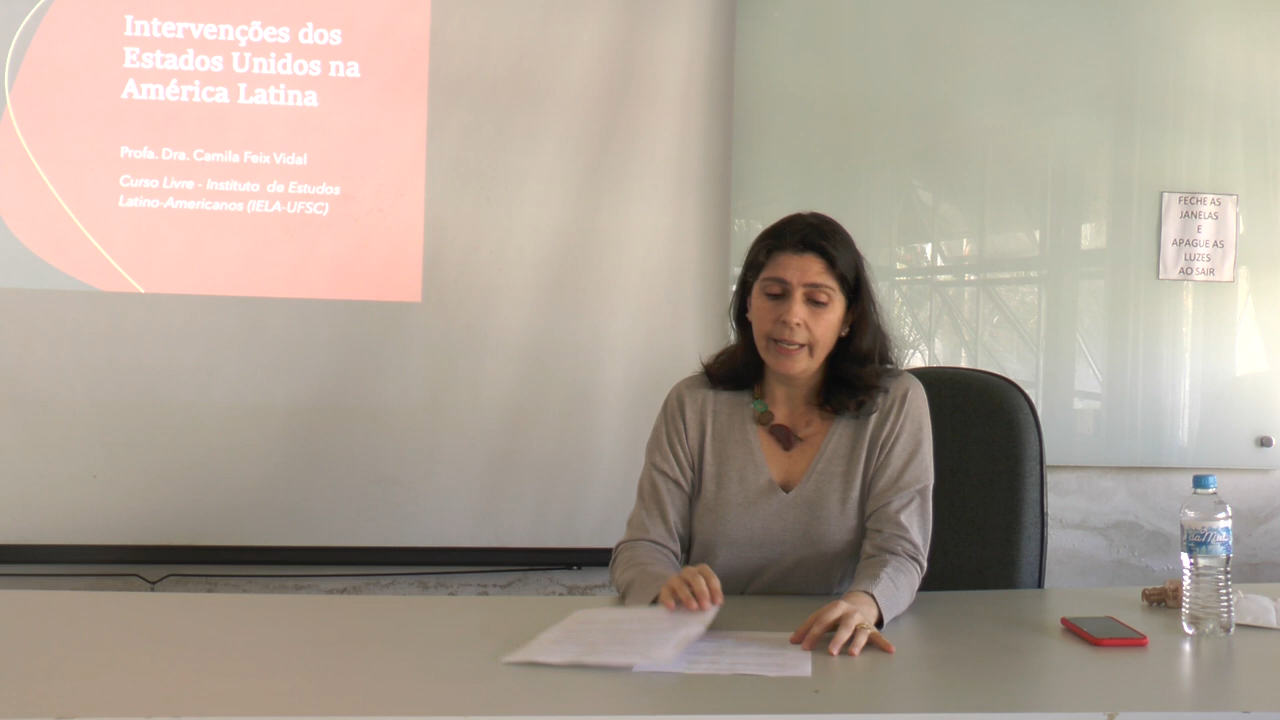 Intervenções dos
Estados Unidos na
América Latina
Profa. Dra. Camila Feix Vidal
Curso Livre - Instituto de Estudos
Latino-Americanos (IELA-UFSC)
FECHE AS
JANELAS
E
APAGUE AS
LUZES
AO SAIR